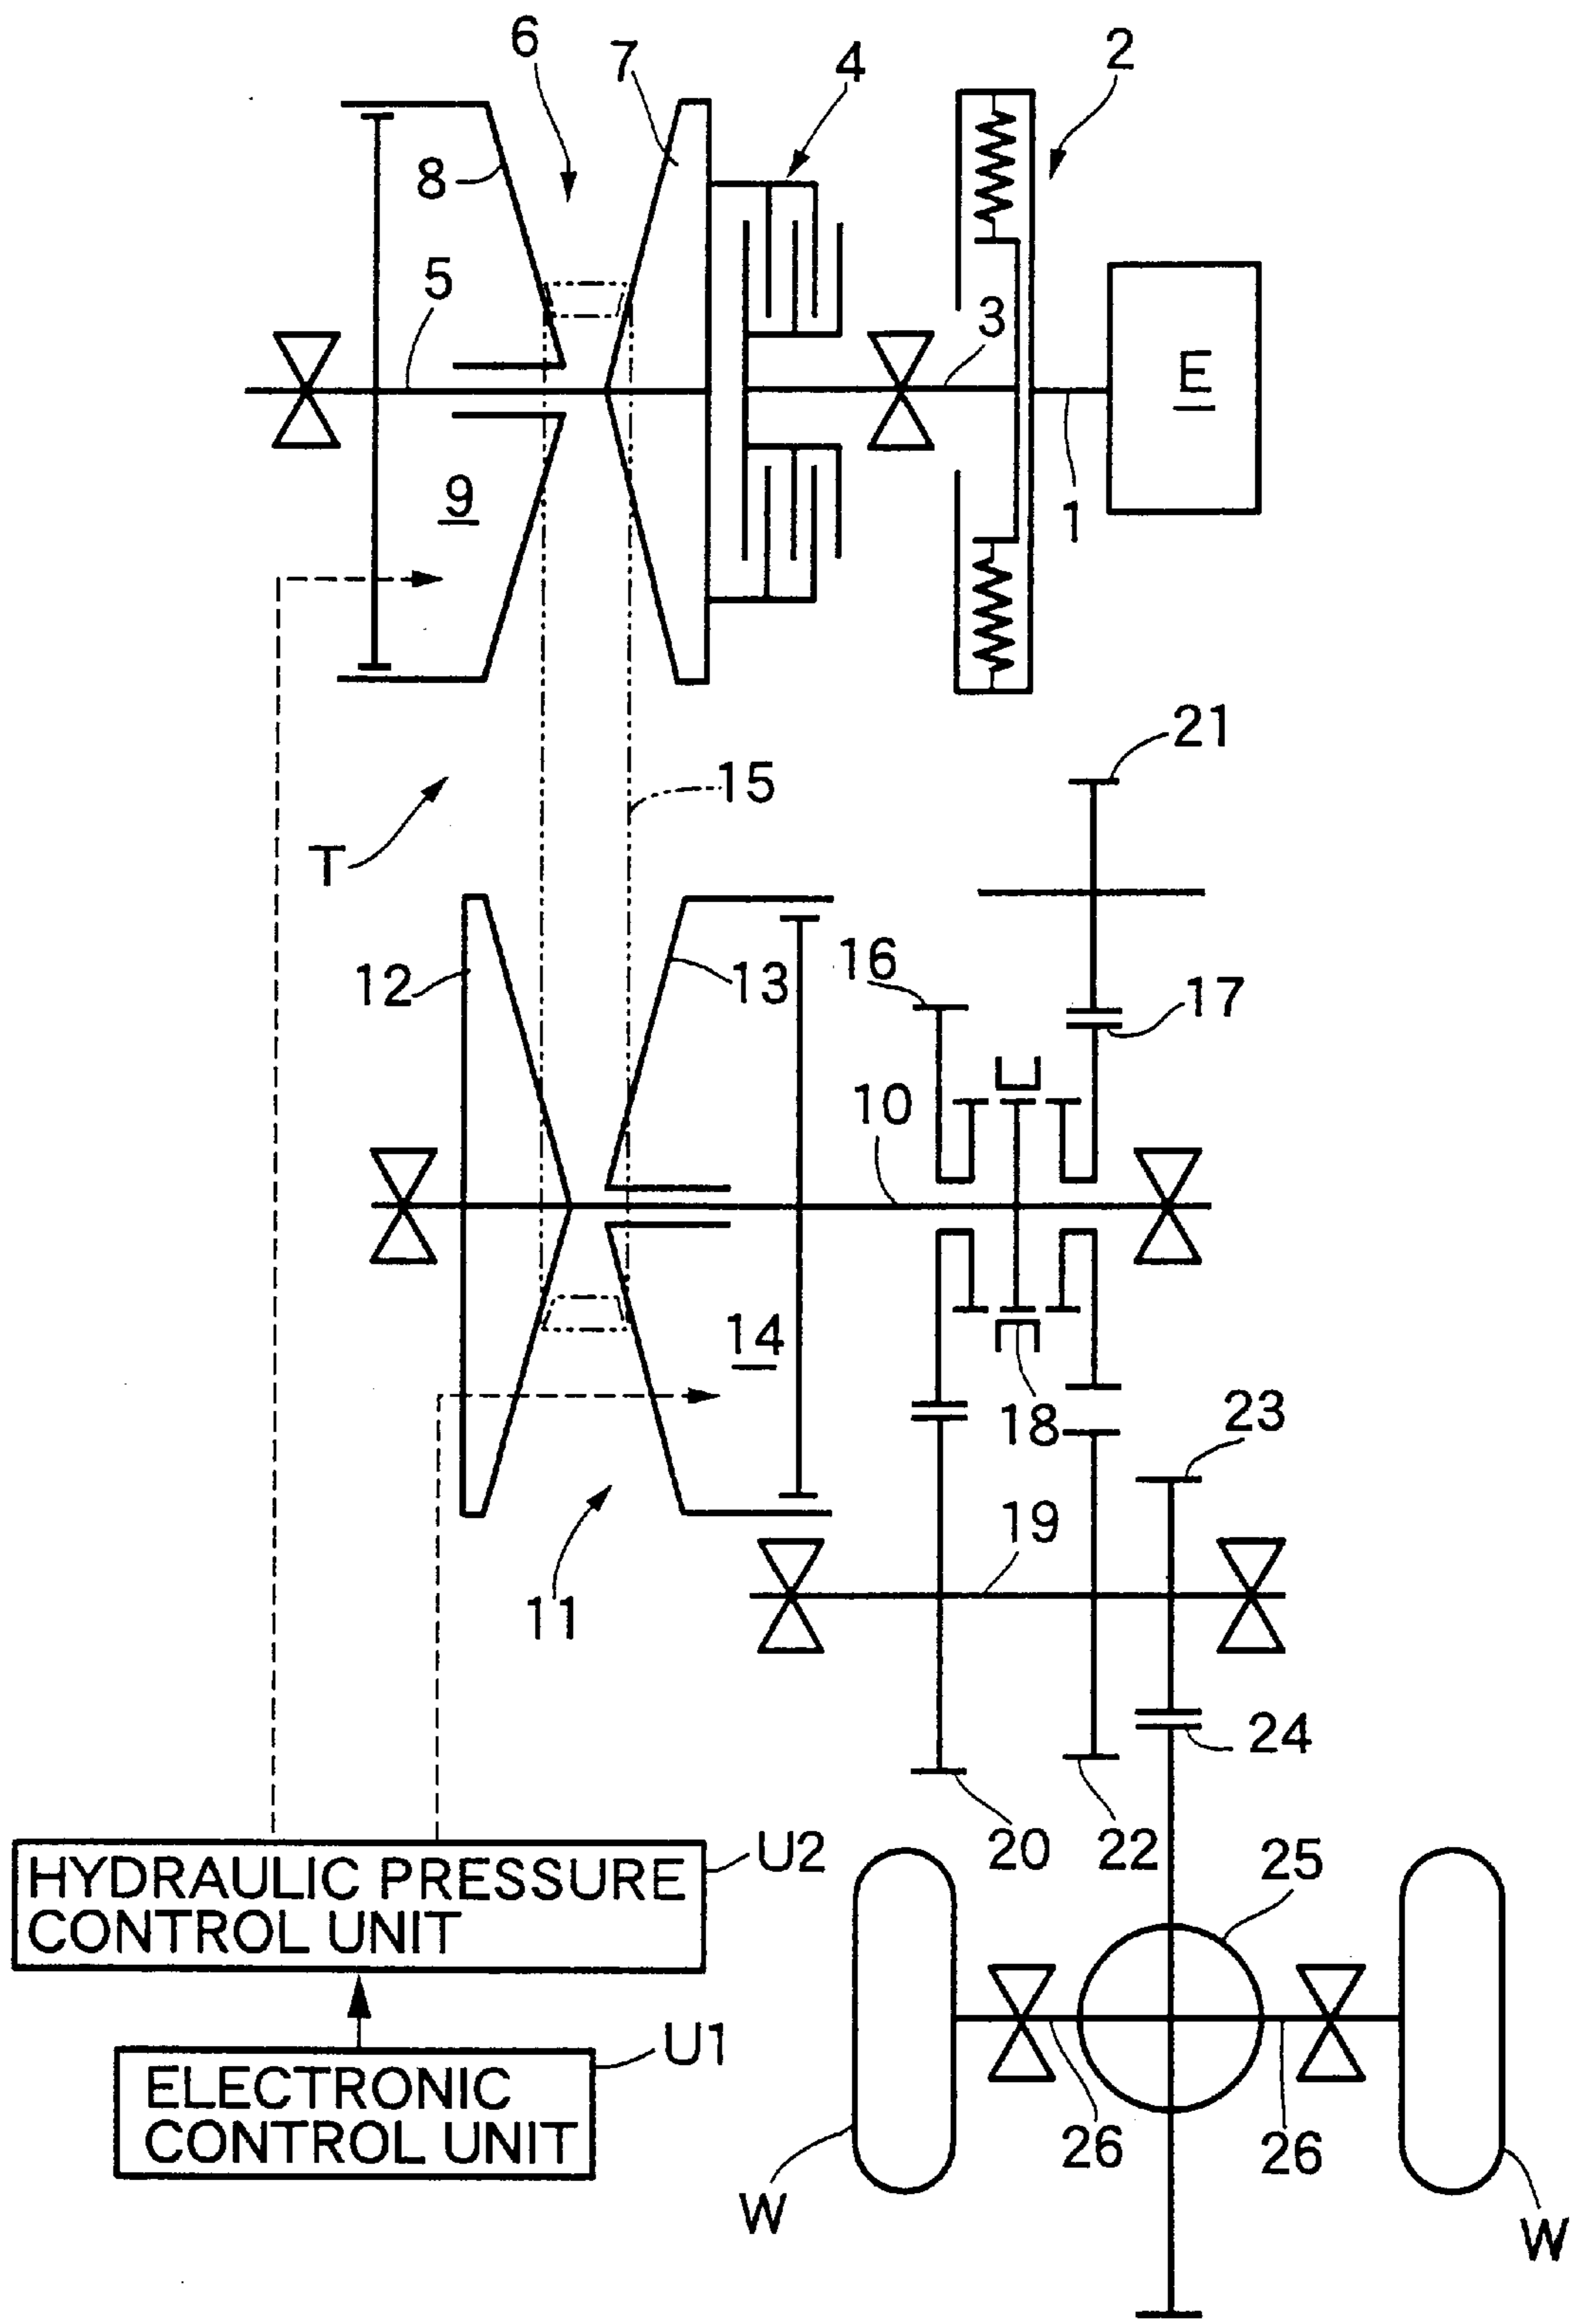 6
7
4
2
8
5
3
E
9
1
21
15
T
12
13
16
17
10
14
18
23
19
11
24
20
22
U2
HYDRAULIC PRESSURE
CONTROL UNIT
25
U1
ELECTRONIC
CONTROL UNIT
26
26
W
W